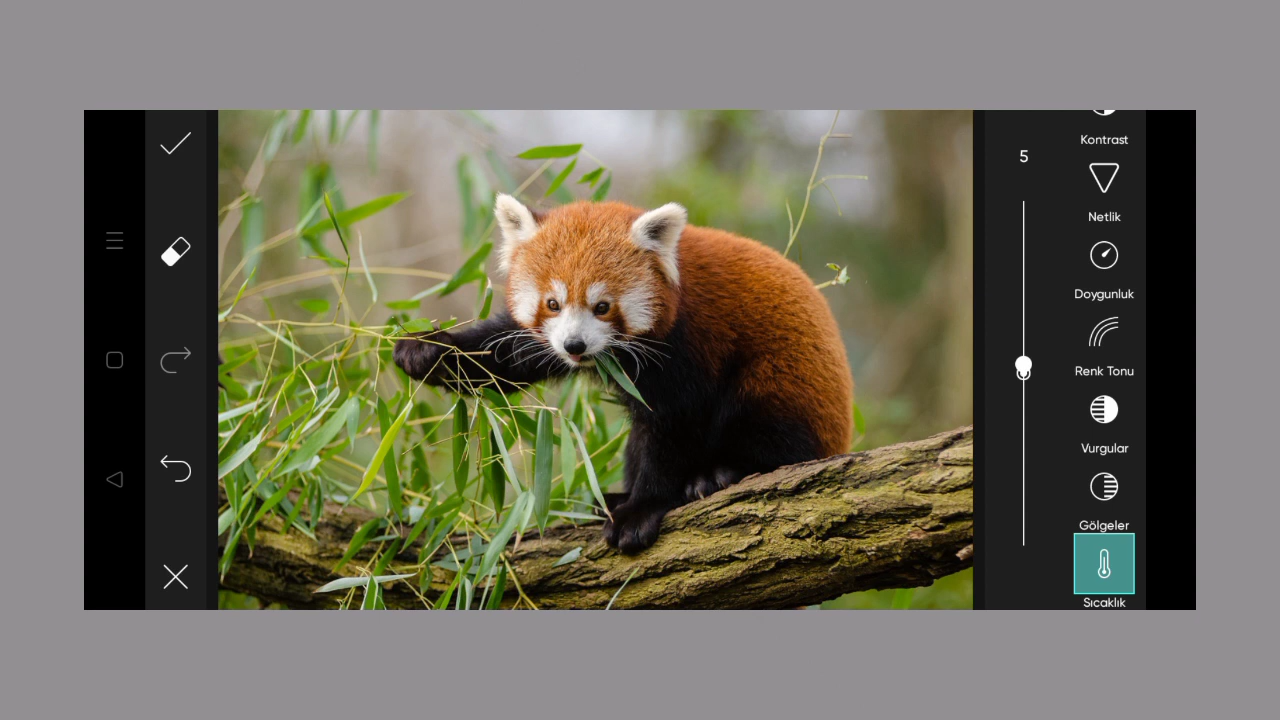 5
Kontrast
Netlik
Doygunluk
Renk Tonu
Vurgular
Gölgeler
Sıcaklık